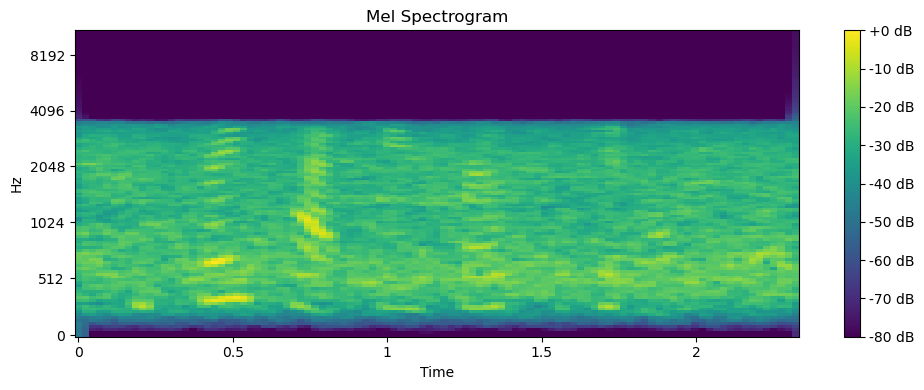 Mel Spectrogram
8192
4096
2048
1024
512
0
Hz
0
0.5
1
1.5
2
Time
+0 dB
-10 dB
-20 dB
-30 dB
-40 dB
-50 dB
-60 dB
-70 dB
-80 dB